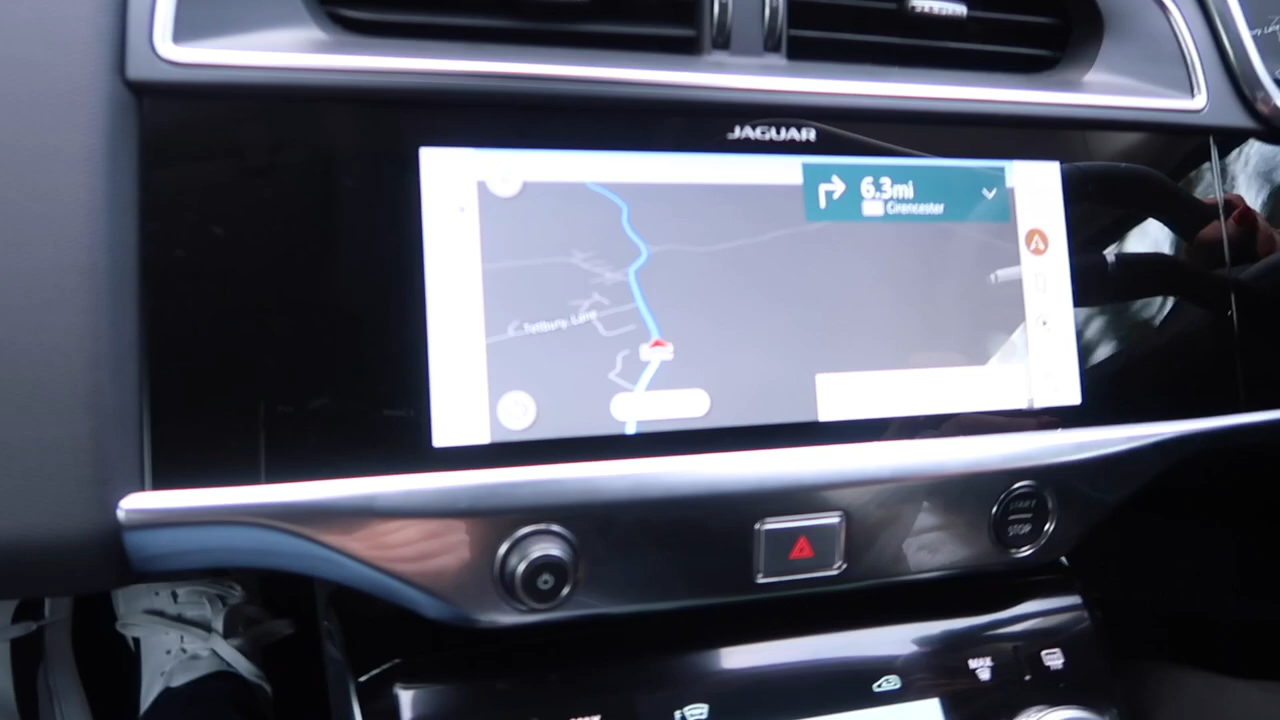 JAGUAR
6.3mi
Cirencester
Tetbury Lane
START
STOP
MAX
F